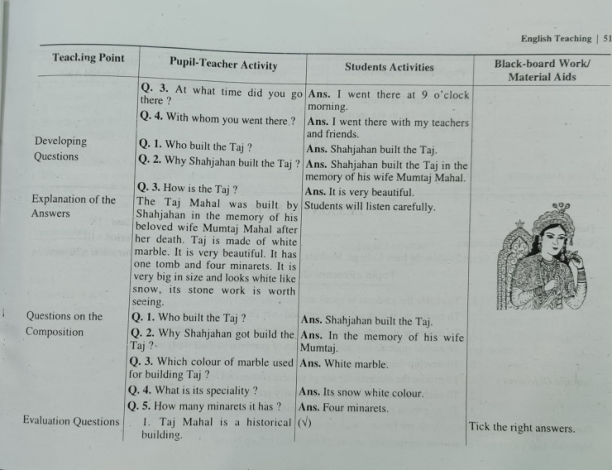 English Teaching | 51
Teaching Point
Pupil-Teacher Activity
Students Activities
Black-board Work/
Material Aids
Q. 3. At what time did you go
there ?
Ans. I went there at 9 o'clock
morning.
Q. 4. With whom you went there ?
Ans. I went there with my teachers
and friends.
Developing
Questions
Q. 1. Who built the Taj ?
Ans. Shahjahan built the Taj.
Q. 2. Why Shahjahan built the Taj ?
Ans. Shahjahan built the Taj in the
memory of his wife Mumtaj Mahal.
Q. 3. How is the Taj ?
Ans. It is very beautiful.
Explanation of the
Answers
The Taj Mahal was built by
Shahjahan in the memory of his
beloved wife Mumtaj Mahal after
her death. Taj is made of white
marble. It is very beautiful. It has
one tomb and four minarets. It is
very big in size and looks white like
snow, its stone work is worth
seeing.
Students will listen carefully.
Questions on the
Composition
Q. 1. Who built the Taj ?
Ans. Shahjahan built the Taj.
Q. 2. Why Shahjahan got build the
Taj ?
Ans. In the memory of his wife
Mumtaj.
Q. 3. Which colour of marble used
for building Taj ?
Ans. White marble.
Q. 4. What is its speciality ?
Ans. Its snow white colour.
Q. 5. How many minarets it has ?
Ans. Four minarets.
Evaluation Questions
1. Taj Mahal is a historical
building.
(√)
Tick the right answers.